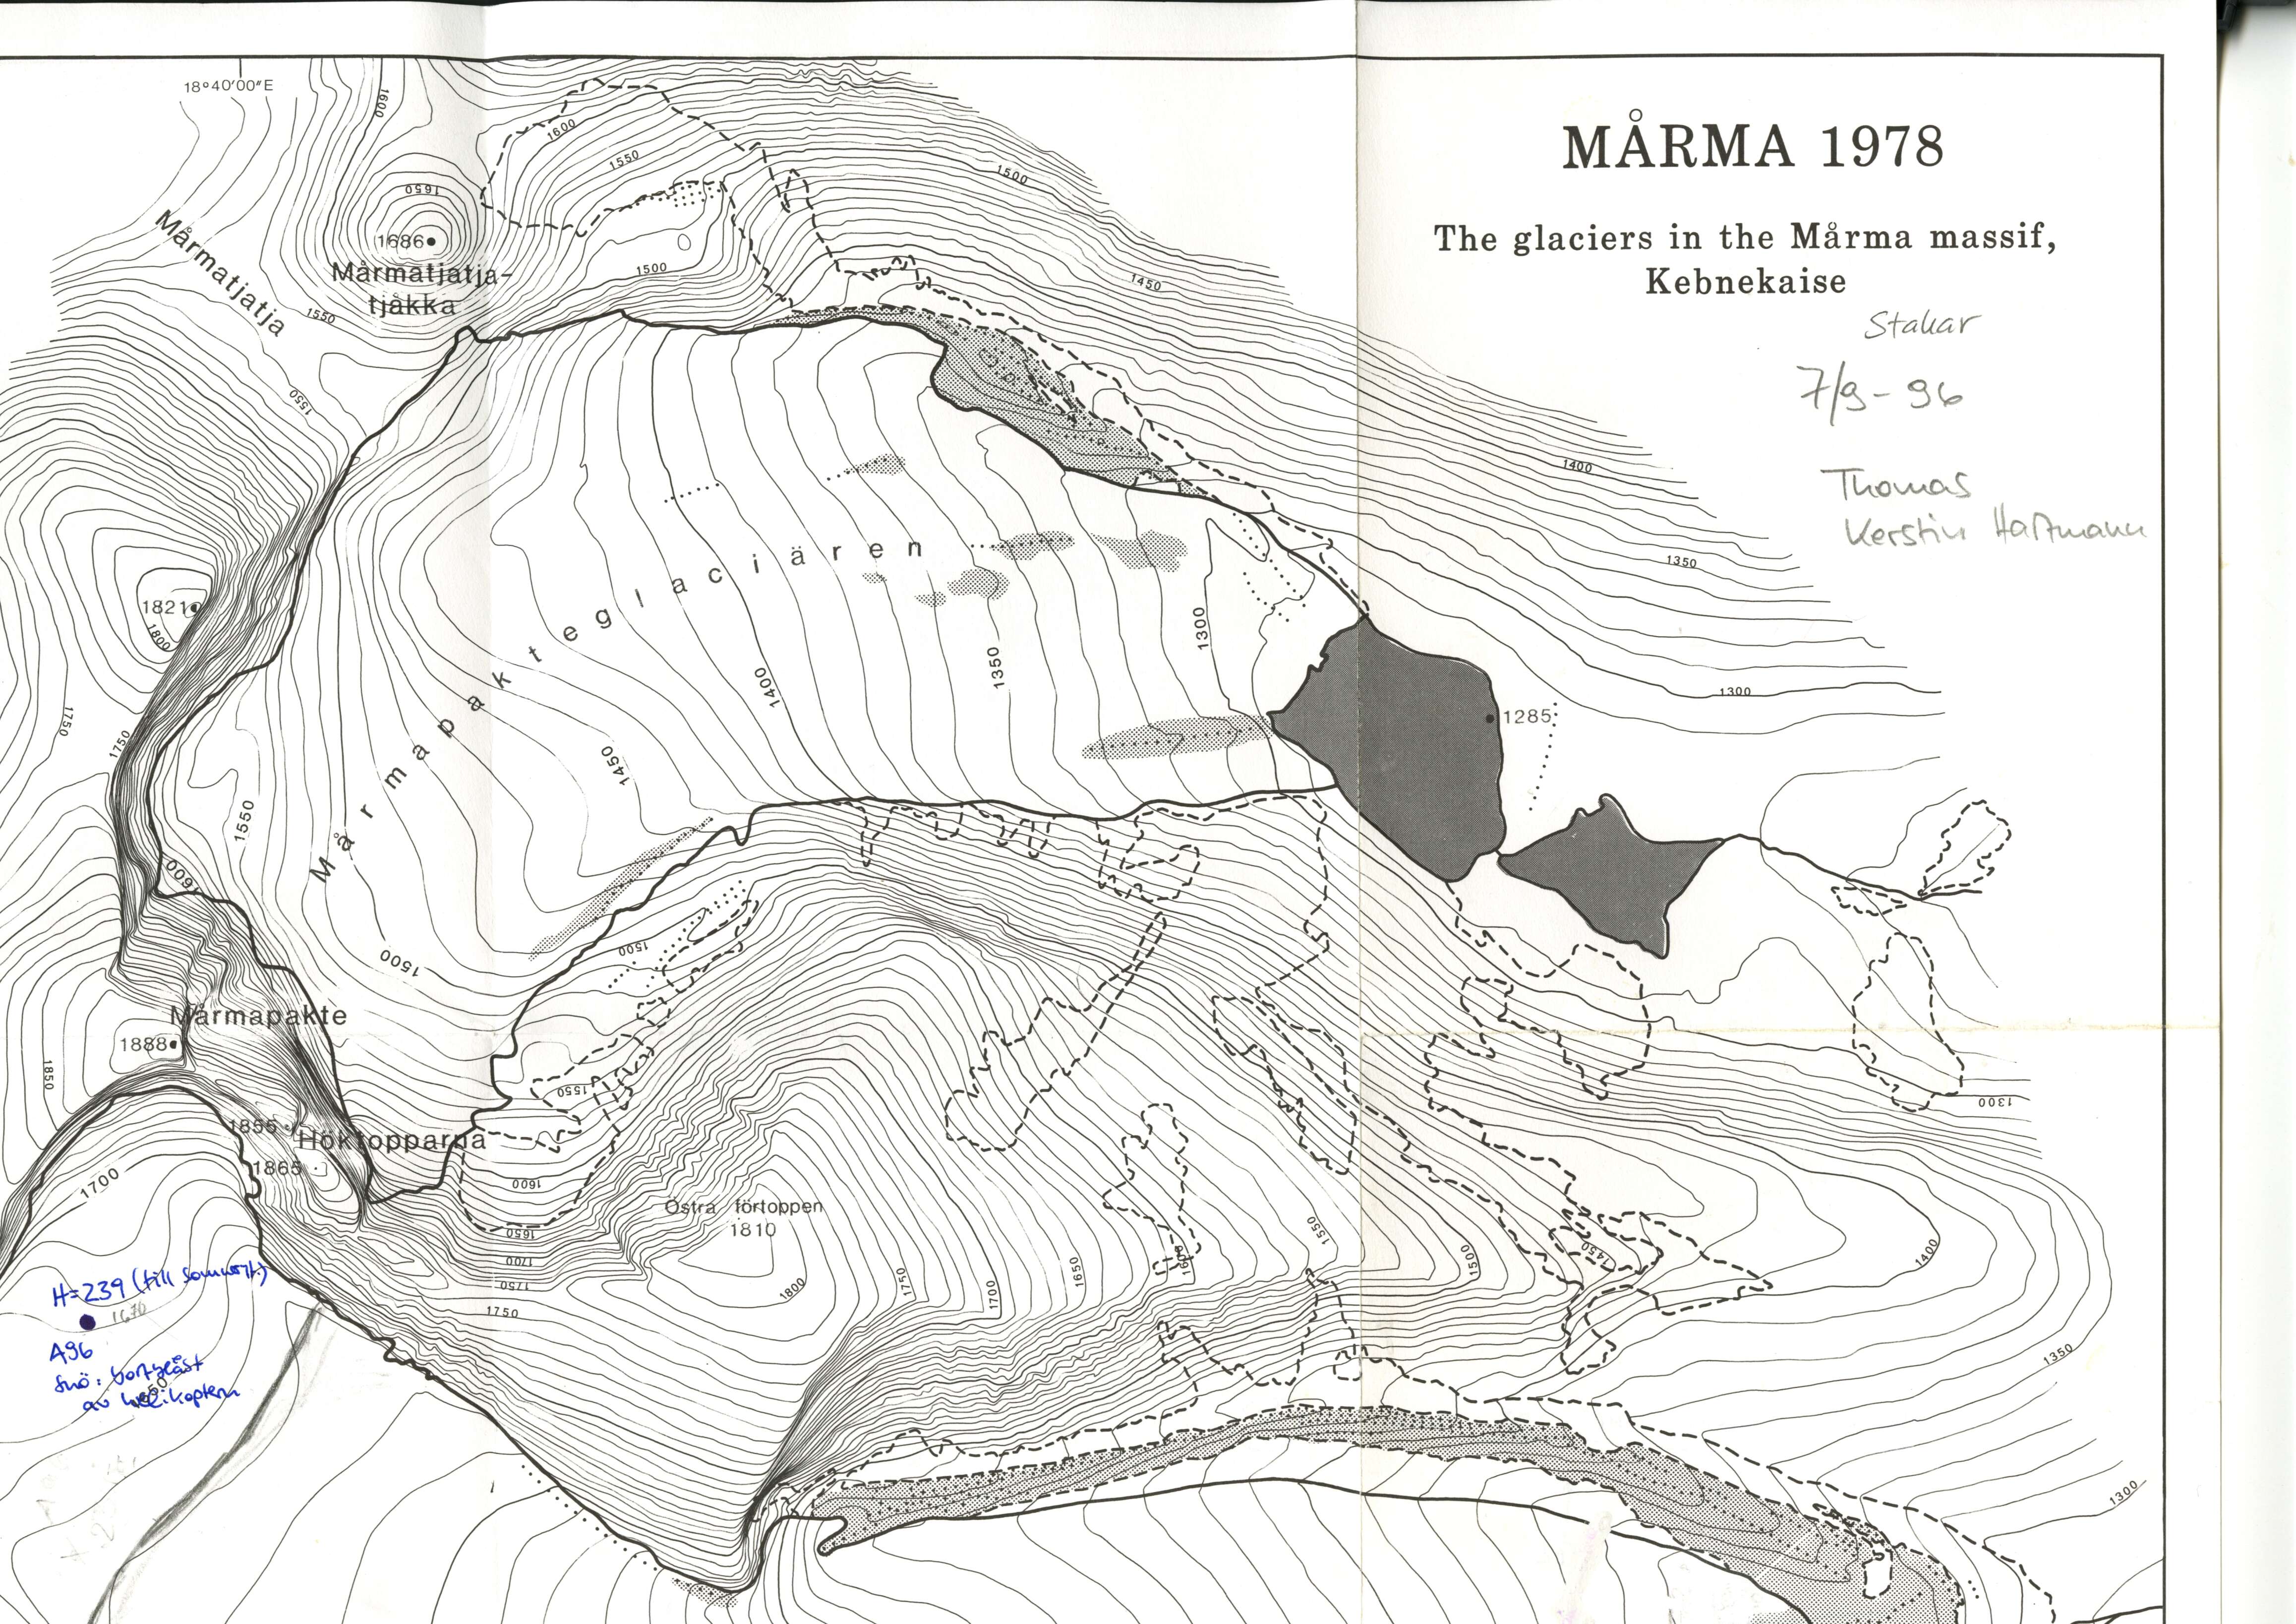 18°40'00"E
MÅRMA 1978
The glaciers in the Mårma massif,
Kebnekaise
Stakar
7/9-96
Thomas
Kerstin Hartmann
1600
1600
1550
1500
1650
1686
Mårmatjatja
Mårmatjatja-
tjåkka
1500
1450
1550
1550
1400
Mårmapakteglaciären
1350
1821
1800
1300
1350
1400
1300
1285
1750
1750
1450
1550
1600
1500
1500
Mårmapakte
1888
1850
1550
1300
1855
Höktopparna
1865
1700
1600
Östra förtoppen
1810
1650
1700
1750
1750
1800
1750
1700
1650
1600
1550
1500
1450
1400
1350
1300
H=239 (till sommaryt.)
1670
A96
Snö: bortblåst
av helikoptern